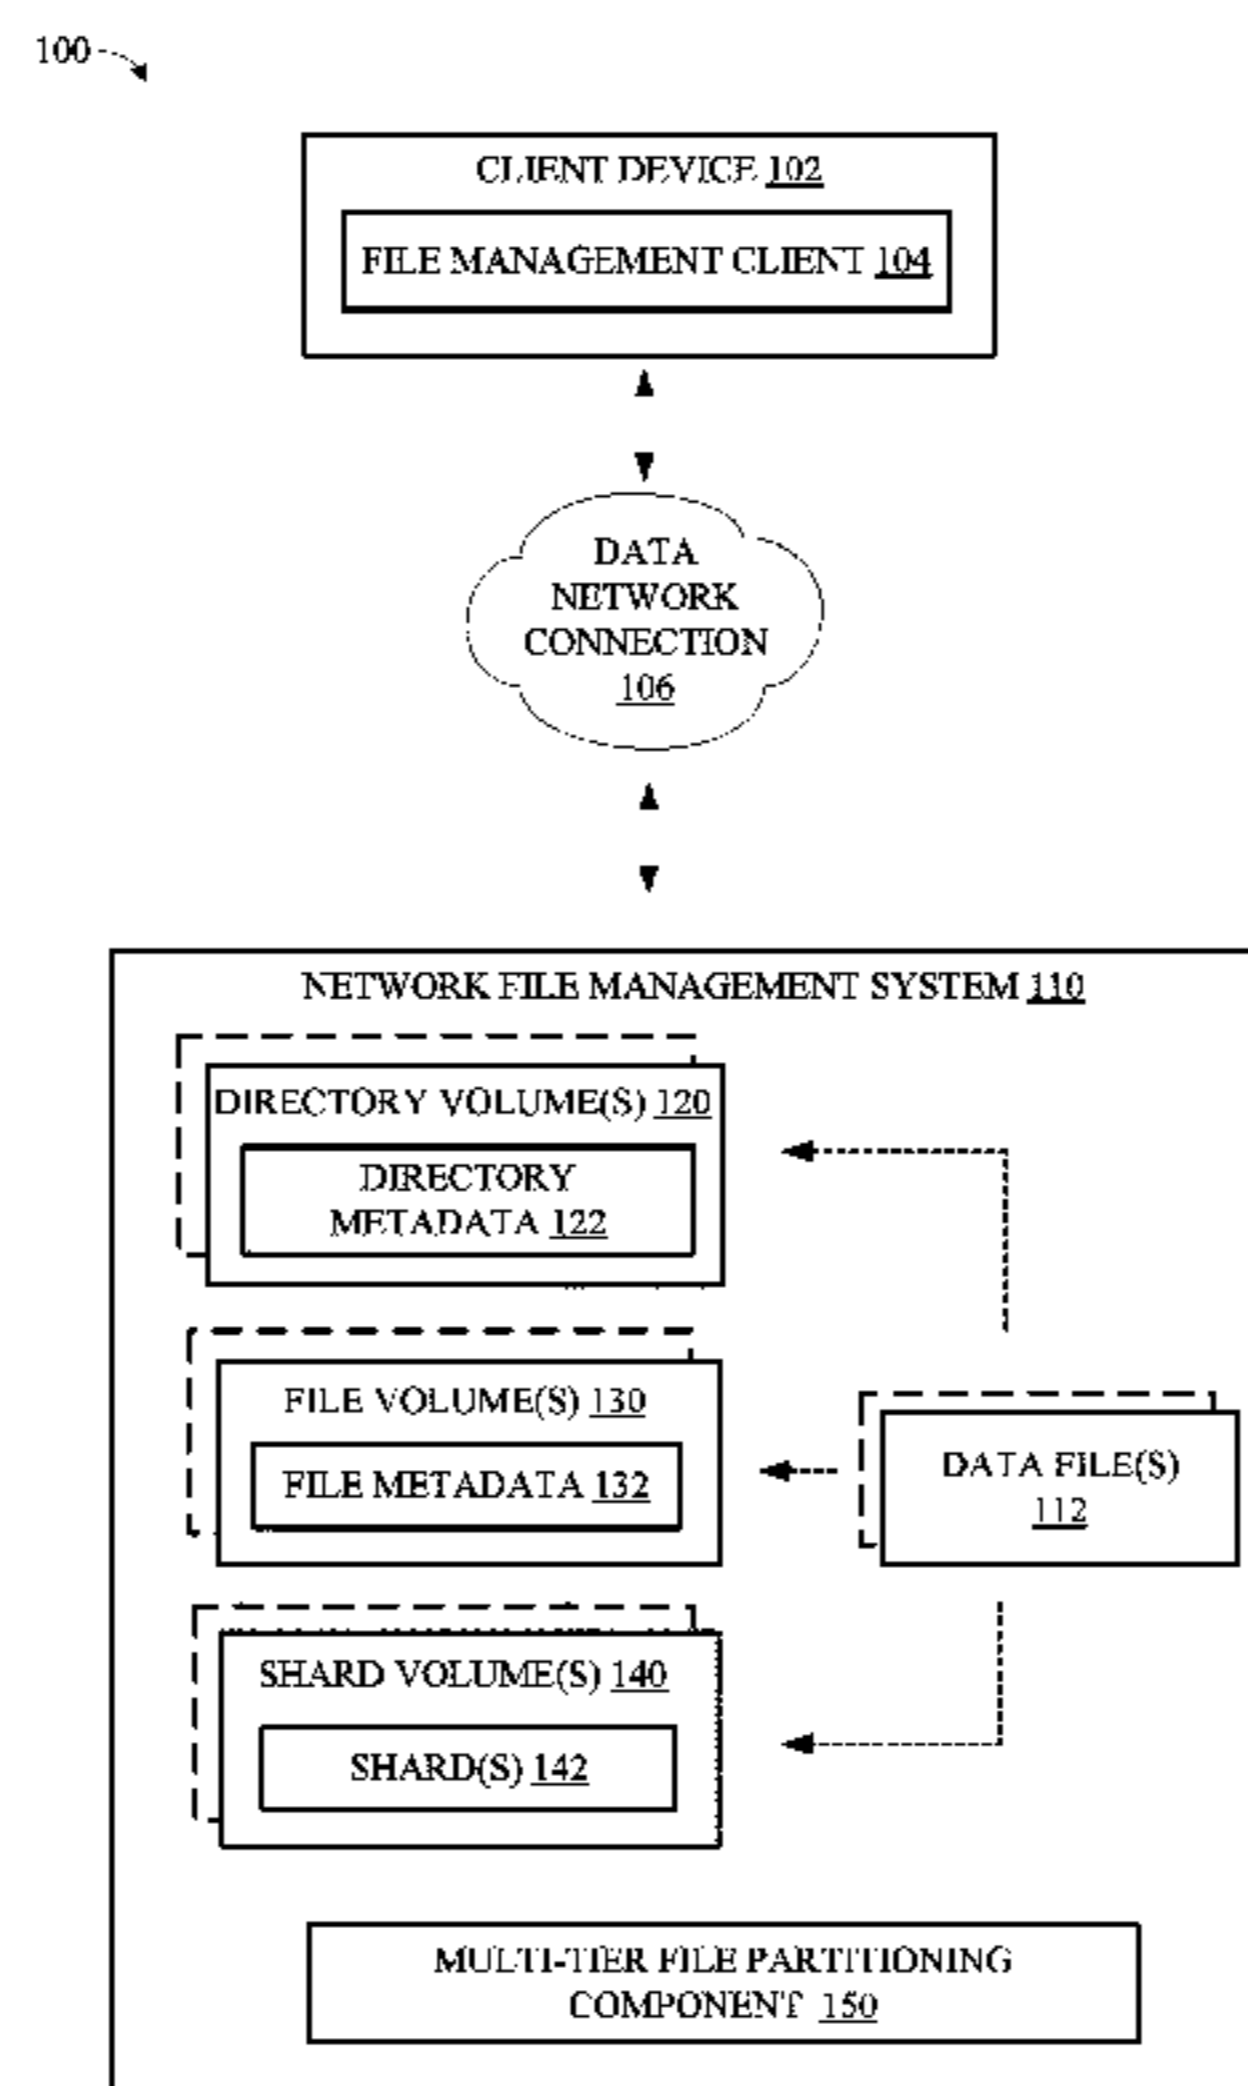 100
CLIENT DEVICE 102
FILE MANAGEMENT CLIENT 104
DATA
NETWORK
CONNECTION
106
NETWORK FILE MANAGEMENT SYSTEM 110
DIRECTORY VOLUME(S) 120
DIRECTORY
METADATA 122
FILE VOLUME(S) 130
FILE METADATA 132
DATA FILE(S)
112
SHARD VOLUME(S) 140
SHARD(S) 142
MULTI-TIER FILE PARTITIONING
COMPONENT 150